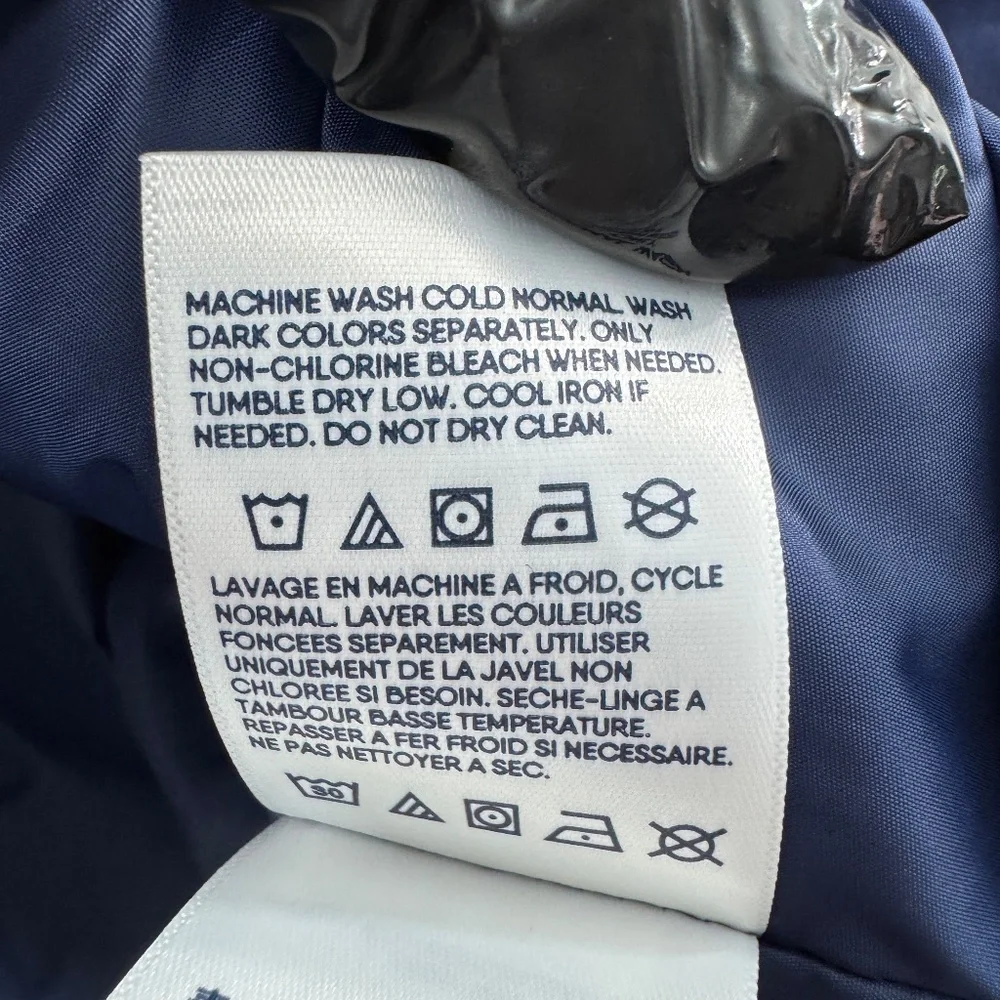 MACHINE WASH COLD NORMAL WASH
DARK COLORS SEPARATELY. ONLY
NON-CHLORINE BLEACH WHEN NEEDED.
TUMBLE DRY LOW. COOL IRON IF
NEEDED. DO NOT DRY CLEAN.
LAVAGE EN MACHINE A FROID, CYCLE
NORMAL. LAVER LES COULEURS
FONCEES SEPAREMENT. UTILISER
UNIQUEMENT DE LA JAVEL NON
CHLOREE SI BESOIN. SECHE-LINGE A
TAMBOUR BASSE TEMPERATURE.
REPASSER A FER FROID SI NECESSAIRE.
NE PAS NETTOYER A SEC.
30